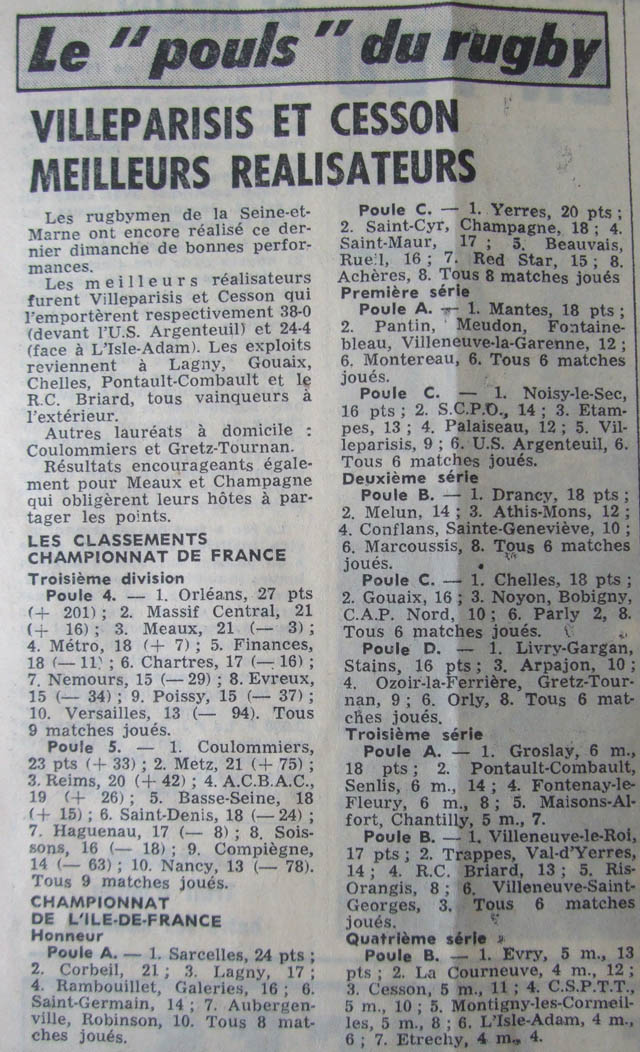 Le "pouls" du rugby
VILLEPARISIS ET CESSON
MEILLEURS REALISATEURS
Les rugbymen de la Seine-et-
Marne ont encore réalisé ce der-
nier dimanche de bonnes perfor-
mances.
Les meilleurs réalisateurs
furent Villeparisis et Cesson qui
l'emportèrent respectivement 38-0
(devant l'U.S. Argenteuil) et 24-4
(face à L'Isle-Adam). Les exploits
reviennent à Lagny, Gouaix,
Chelles, Pontault-Combault et le
R.C. Briard, tous vainqueurs à
l'extérieur.
Autres lauréats à domicile :
Coulommiers et Gretz-Tournan.
Résultats encourageants égale-
ment pour Meaux et Champagne
qui obligèrent leurs hôtes à par-
tager les points.
LES CLASSEMENTS
CHAMPIONNAT DE FRANCE
Troisième division
Poule 4. — 1. Orléans, 27 pts
(+ 201) ; 2. Massif Central, 21
(+ 16) ; 3. Meaux, 21 (— 3) ;
4. Métro, 18 (+ 7) ; 5. Finances,
18 (— 11) ; 6. Chartres, 17 (— 16) ;
7. Nemours, 15 (— 29) ; 8. Evreux,
15 (— 34) ; 9. Poissy, 15 (— 37) ;
10. Versailles, 13 (— 94). Tous
9 matches joués.
Poule 5. — 1. Coulommiers,
23 pts (+ 33) ; 2. Metz, 21 (+ 75) ;
3. Reims, 20 (+ 42) ; 4. A.C.B.A.C.,
19 (+ 26) ; 5. Basse-Seine, 18
(+ 15) ; 6. Saint-Denis, 18 (— 24) ;
7. Haguenau, 17 (— 8) ; 8. Sois-
sons, 16 (— 18) ; 9. Compiègne,
14 (— 63) ; 10. Nancy, 13 (— 78).
Tous 9 matches joués.
CHAMPIONNAT
DE L'ILE-DE-FRANCE
Honneur
Poule A. — 1. Sarcelles, 24 pts ;
2. Corbeil, 21 ; 3. Lagny, 17 ;
4. Rambouillet, Galeries, 16 ; 6.
Saint-Germain, 14 ; 7. Aubergen-
ville, Robinson, 10. Tous 8 mat-
ches joués.
Poule C. — 1. Yerres, 20 pts ;
2. Saint-Cyr, Champagne, 18 ; 4.
Saint-Maur, 17 ; 5. Beauvais,
Rueil, 16 ; 7. Red Star, 15 ; 8.
Achères, 8. Tous 8 matches joués
Première série
Poule A. — 1. Mantes, 18 pts ;
2. Pantin, Meudon, Fontaine-
bleau, Villeneuve-la-Garenne, 12 ;
6. Montereau, 6. Tous 6 matches
joués.
Poule C. — 1. Noisy-le-Sec,
16 pts ; 2. S.C.P.O., 14 ; 3. Etam-
pes, 13 ; 4. Palaiseau, 12 ; 5. Vil-
leparisis, 9 ; 6. U.S. Argenteuil, 6.
Tous 6 matches joués.
Deuxième série
Poule B. — 1. Drancy, 18 pts ;
2. Melun, 14 ; 3. Athis-Mons, 12 ;
4. Conflans, Sainte-Geneviève, 10 ;
6. Marcoussis, 8. Tous 6 matches
joués.
Poule C. — 1. Chelles, 18 pts ;
2. Gouaix, 16 ; 3. Noyon, Bobigny,
C.A.P. Nord, 10 ; 6. Parly 2, 8.
Tous 6 matches joués.
Poule D. — 1. Livry-Gargan,
Stains, 16 pts ; 3. Arpajon, 10 ;
4. Ozoir-la-Ferrière, Gretz-Tour-
nan, 9 ; 6. Orly, 8. Tous 6 mat-
ches joués.
Troisième série
Poule A. — 1. Groslay, 6 m.,
18 pts ; 2. Pontault-Combault,
Senlis, 6 m., 14 ; 4. Fontenay-le-
Fleury, 6 m., 8 ; 5. Maisons-Al-
fort, Chantilly, 5 m., 7.
Poule B. — 1. Villeneuve-le-Roi,
17 pts ; 2. Trappes, Val-d'Yerres,
14 ; 4. R.C. Briard, 13 ; 5. Ris-
Orangis, 8 ; 6. Villeneuve-Saint-
Georges, 3. Tous 6 matches
joués.
Quatrième série
Poule B. — 1. Evry, 5 m., 13
pts ; 2. La Courneuve, 4 m., 12 ;
3. Cesson, 5 m., 11 ; 4. C.S.P.T.T.,
5 m., 10 ; 5. Montigny-les-Cormeil-
les, 5 m., 8 ; 6. L'Isle-Adam, 4 m.,
6 ; 7. Etrechy, 4 m., 4.